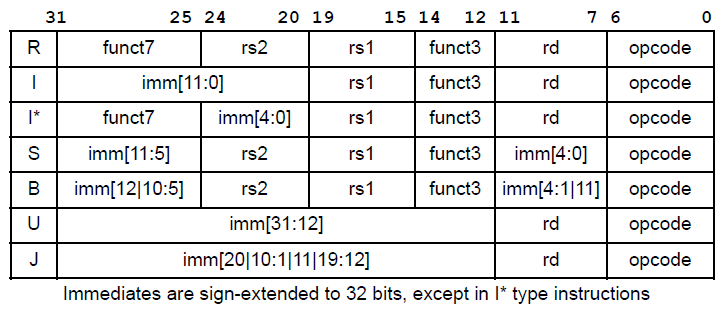 31 25 24 20 19 15 14 12 11 7 6 0
R funct7 rs2 rs1 funct3 rd opcode
I imm[11:0] rs1 funct3 rd opcode
I* funct7 imm[4:0] rs1 funct3 rd opcode
S imm[11:5] rs2 rs1 funct3 imm[4:0] opcode
B imm[12|10:5] rs2 rs1 funct3 imm[4:1|11] opcode
U imm[31:12] rd opcode
J imm[20|10:1|11|19:12] rd opcode
Immediates are sign-extended to 32 bits, except in I* type instructions